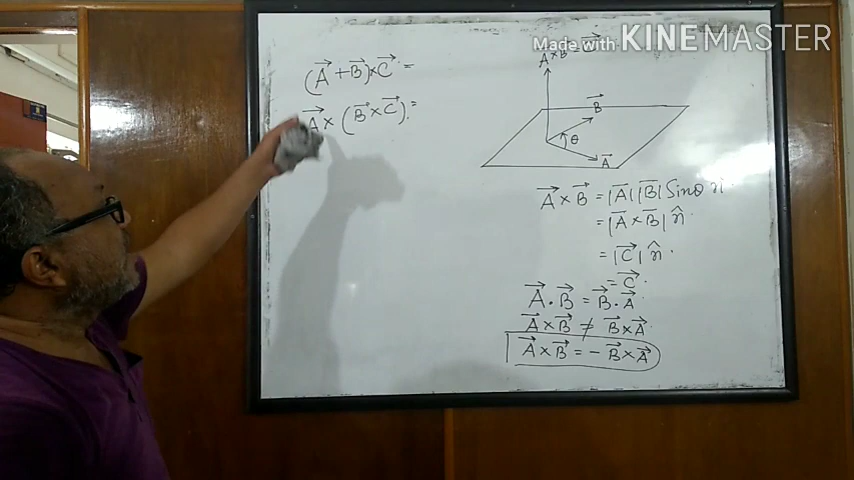 Made with KINEMASTER
(A⃗ + B⃗) × C⃗ =
A⃗ × (B⃗ × C⃗) =
A × B = C⃗
B⃗
θ
A⃗
A⃗ × B⃗ = |A⃗| |B⃗| Sinθ n̂.
= |A⃗ × B⃗| n̂.
= |C⃗| n̂.
= C⃗.
A⃗ . B⃗ = B⃗ . A⃗
A⃗ × B⃗ ≠ B⃗ × A⃗.
A⃗ × B⃗ = − B⃗ × A⃗